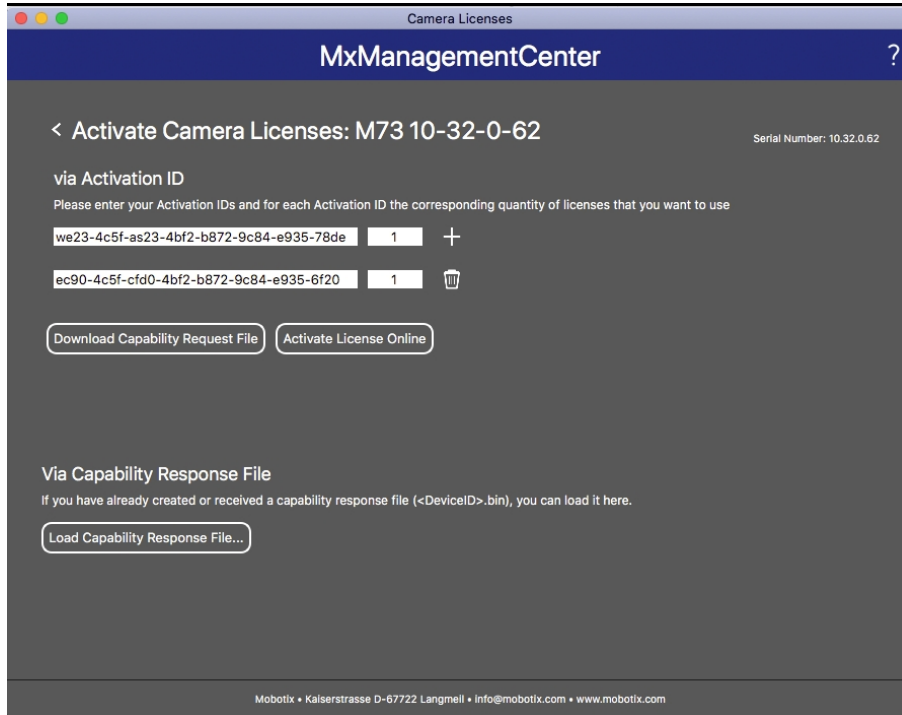 Camera Licenses
MxManagementCenter
?
< Activate Camera Licenses: M73 10-32-0-62
Serial Number: 10.32.0.62
via Activation ID
Please enter your Activation IDs and for each Activation ID the corresponding quantity of licenses that you want to use
we23-4c5f-as23-4bf2-b872-9c84-e935-78de 1 +
ec90-4c5f-cfd0-4bf2-b872-9c84-e935-6f20 1
Download Capability Request File Activate License Online
Via Capability Response File
If you have already created or received a capability response file (<DeviceID>.bin), you can load it here.
Load Capability Response File...
Mobotix • Kaiserstrasse D-67722 Langmeil • info@mobotix.com • www.mobotix.com